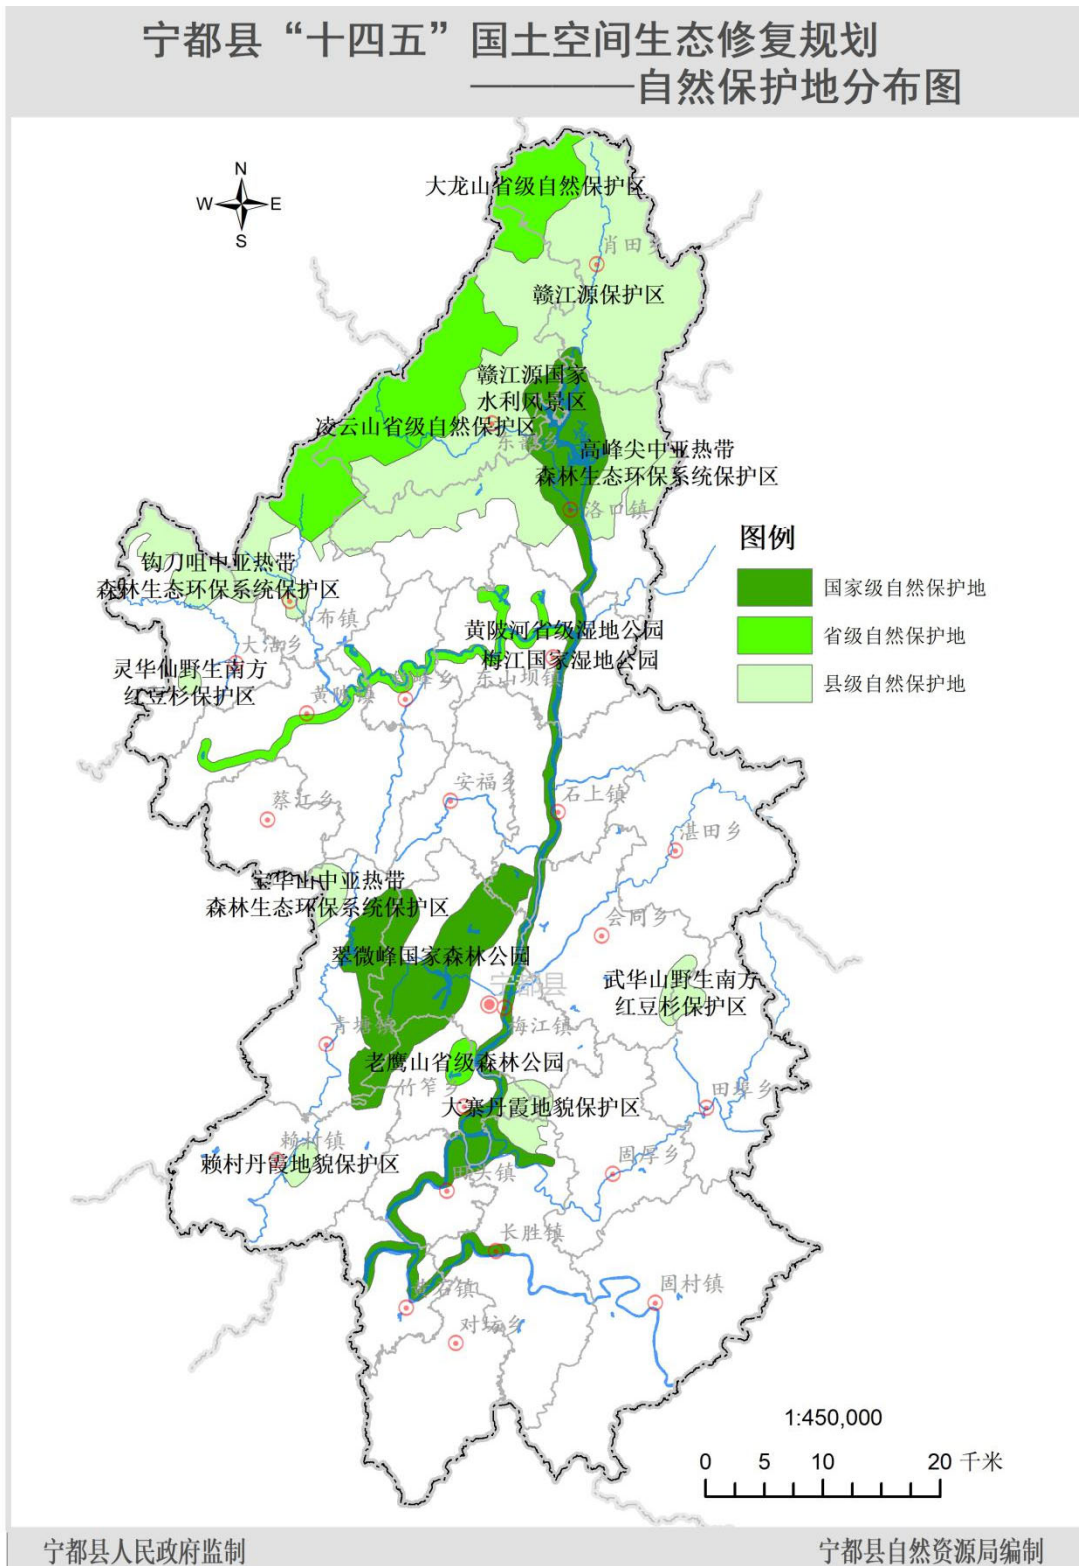 宁都县“十四五”国土空间生态修复规划
————自然保护地分布图
N
W
E
S
大龙山省级自然保护区
肖田乡
赣江源保护区
赣江源国家
水利风景区
凌云山省级自然保护区
东韶乡
高峰尖中亚热带
森林生态环保系统保护区
洛口镇
图例
国家级自然保护地
省级自然保护地
县级自然保护地
钩刀咀中亚热带
森林生态环保系统保护区
小布镇
黄陂河省级湿地公园
大沽乡
梅江国家湿地公园
灵华仙野生南方
红豆杉保护区
东山坝镇
黄陂镇
安福乡
蔡江乡
石上镇
湛田乡
宝华山中亚热带
森林生态环保系统保护区
会同乡
翠微峰国家森林公园
武华山野生南方
红豆杉保护区
宁都县
梅江镇
青塘镇
老鹰山省级森林公园
竹笮乡
田埠乡
大寨丹霞地貌保护区
赖村镇
赖村丹霞地貌保护区
固厚乡
田头镇
长胜镇
黄石镇
固村镇
对坊乡
1:450,000
0 5 10 20 千米
宁都县人民政府监制
宁都县自然资源局编制